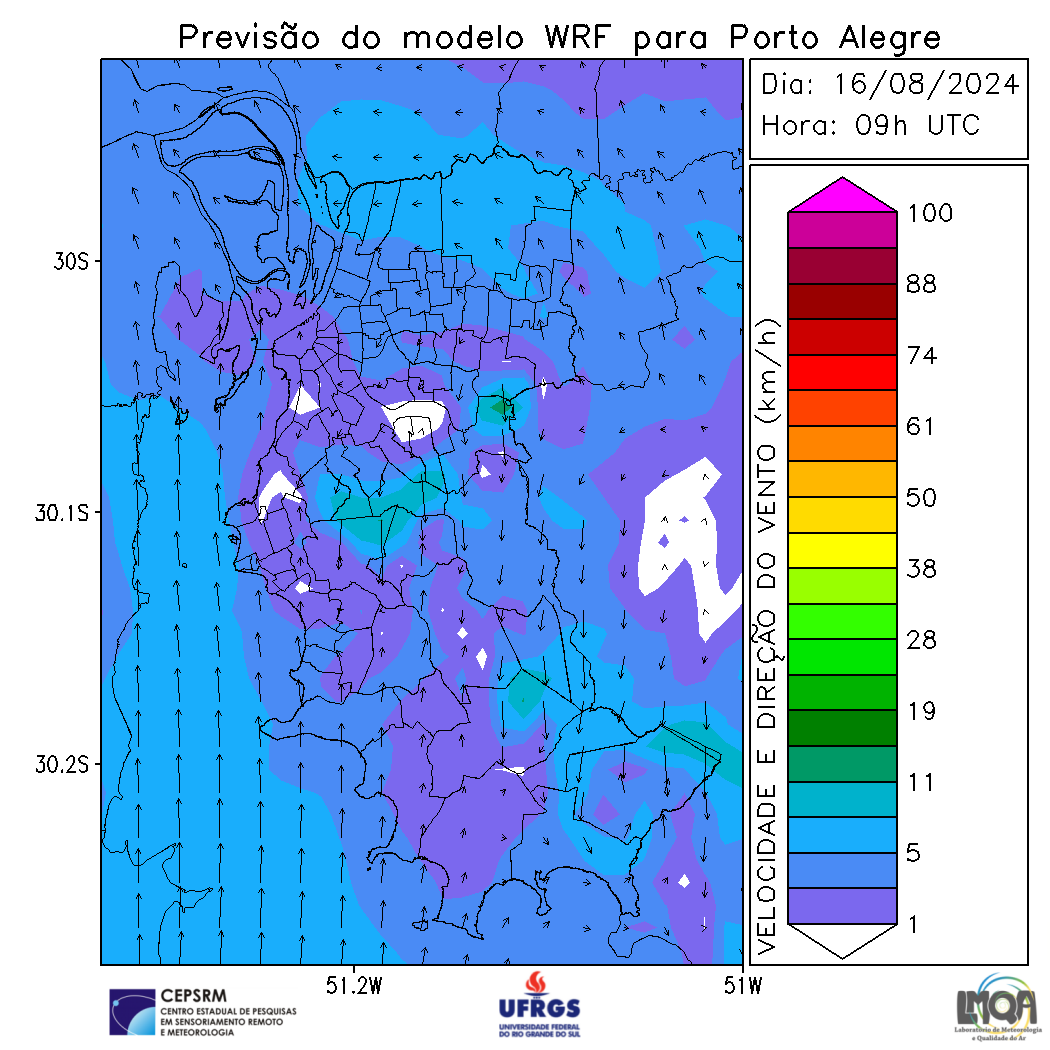 Previsão do modelo WRF para Porto Alegre
Dia: 16/08/2024
Hora: 09h UTC
30S
30.1S
30.2S
51.2W
51W
VELOCIDADE E DIREÇÃO DO VENTO (km/h)
100
88
74
61
50
38
28
19
11
5
1
CEPSRM
CENTRO ESTADUAL DE PESQUISAS
EM SENSORIAMENTO REMOTO
E METEOROLOGIA
UFRGS
UNIVERSIDADE FEDERAL
DO RIO GRANDE DO SUL
LMQA
Laboratório de Meteorologia
e Qualidade do Ar